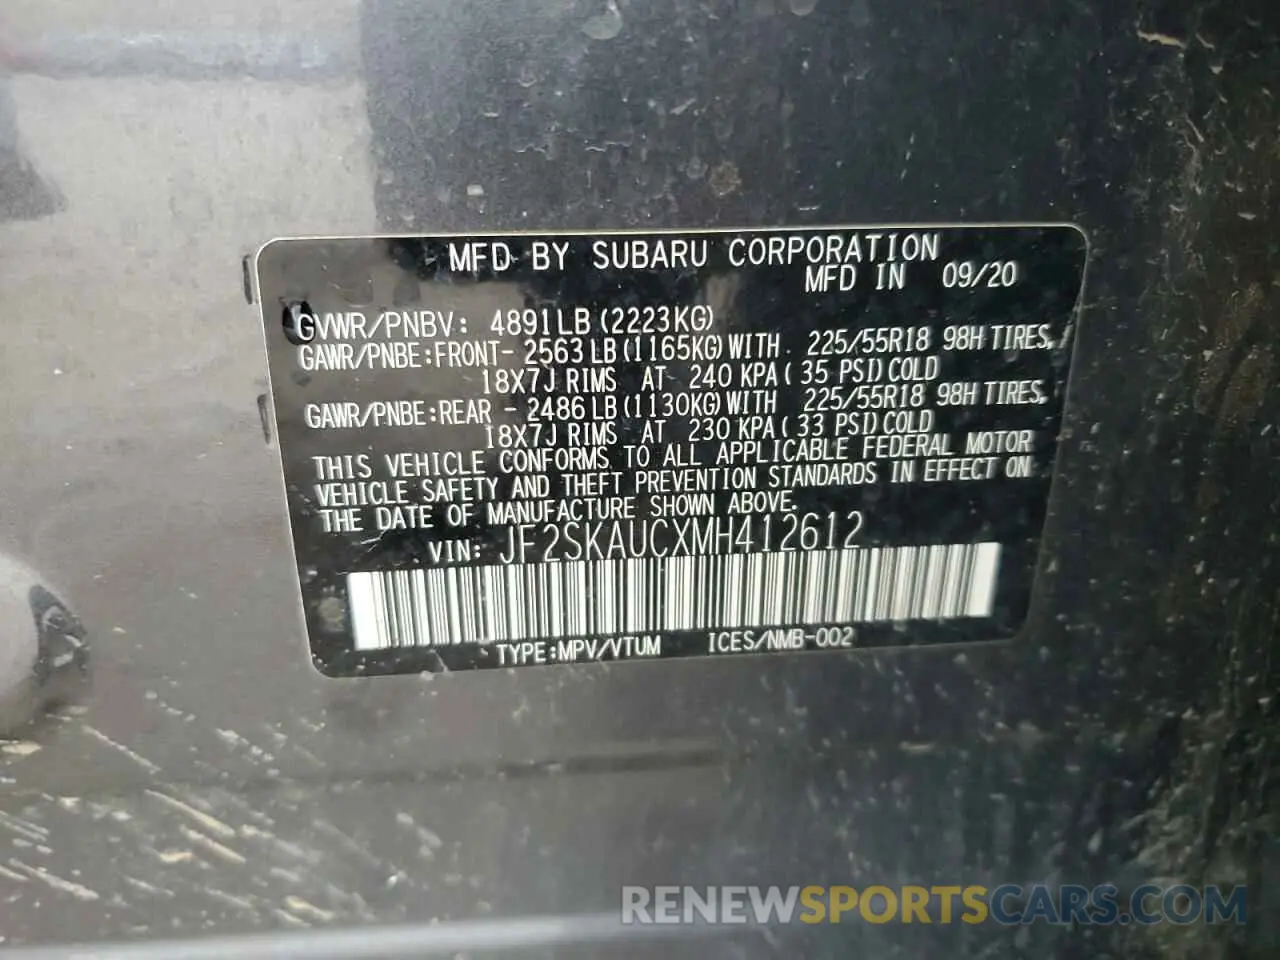 MFD BY SUBARU CORPORATION
MFD IN 09/20
GVWR/PNBV: 4891LB(2223KG)
GAWR/PNBE:FRONT- 2563LB(1165KG)WITH 225/55R18 98H TIRES,
18X7J RIMS AT 240 KPA( 35 PSI)COLD
GAWR/PNBE:REAR - 2486LB(1130KG)WITH 225/55R18 98H TIRES,
18X7J RIMS AT 230 KPA( 33 PSI)COLD
THIS VEHICLE CONFORMS TO ALL APPLICABLE FEDERAL MOTOR
VEHICLE SAFETY AND THEFT PREVENTION STANDARDS IN EFFECT ON
THE DATE OF MANUFACTURE SHOWN ABOVE.
VIN: JF2SKAUCXMH412612
TYPE:MPV/VTUM ICES/NMB-002
RENEWSPORTSCARS.COM